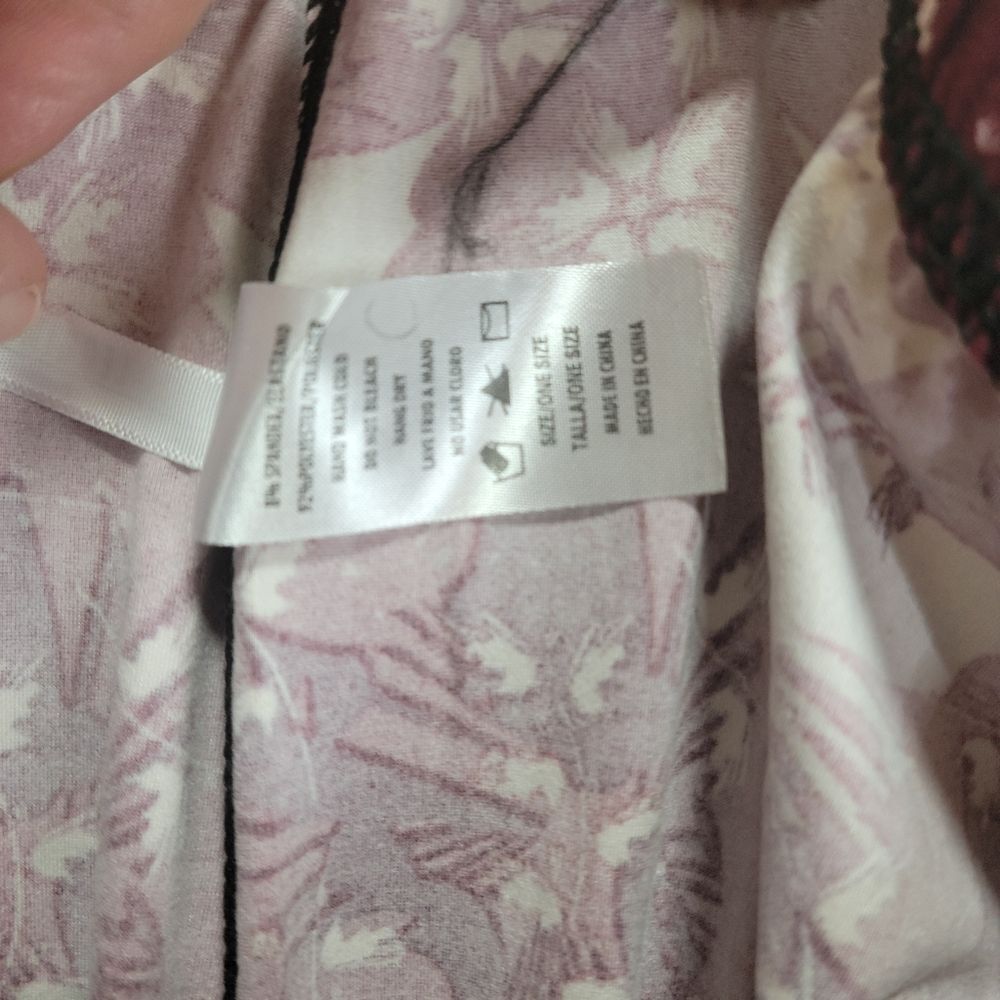 8% SPANDEX/ELASTANO
92%POLYESTER/POLIESTER
HAND WASH COLD
DO NOT BLEACH
HANG DRY
LAVE FRIO A MANO
NO USAR CLORO
SIZE/ONE SIZE
TALLA/ONE SIZE
MADE IN CHINA
HECHO EN CHINA